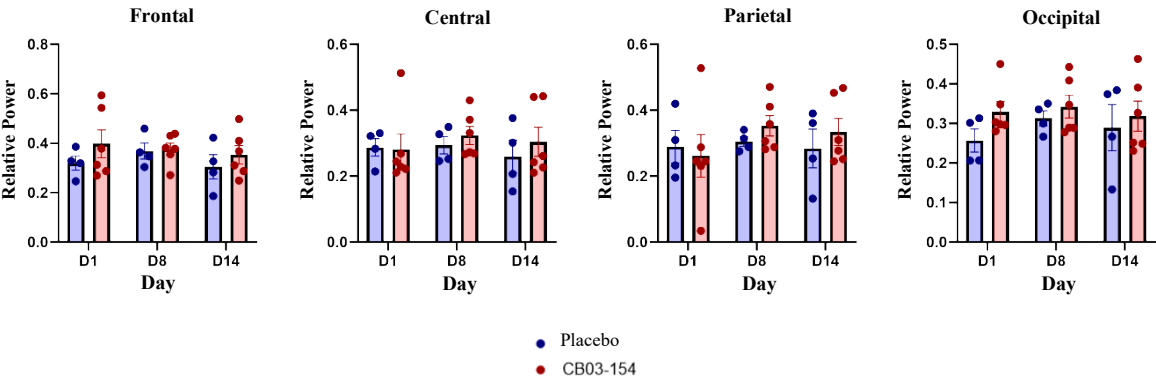 Frontal
Central
Parietal
Occipital
Relative Power
0.8
0.6
0.4
0.2
0.0
D1 D8 D14
Day
Relative Power
0.6
0.4
0.2
0.0
D1 D8 D14
Day
Relative Power
0.6
0.4
0.2
0.0
D1 D8 D14
Day
Relative Power
0.5
0.4
0.3
0.2
0.1
0.0
D1 D8 D14
Day
Placebo
CB03-154